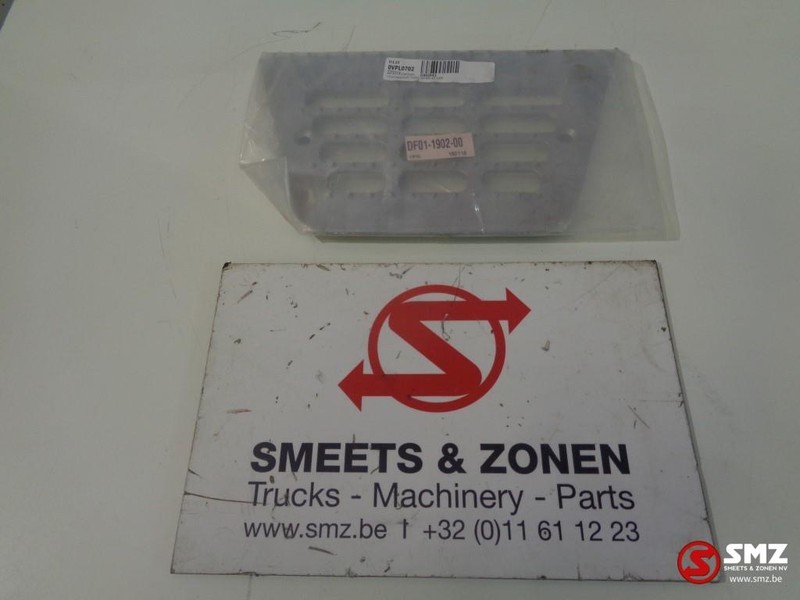 DVPL0702
DF01-1902-00
SMEETS & ZONEN
Trucks - Machinery - Parts
www.smz.be | +32 (0)11 61 12 23
SMZ
SMEETS & ZONEN NV
www.smz.be